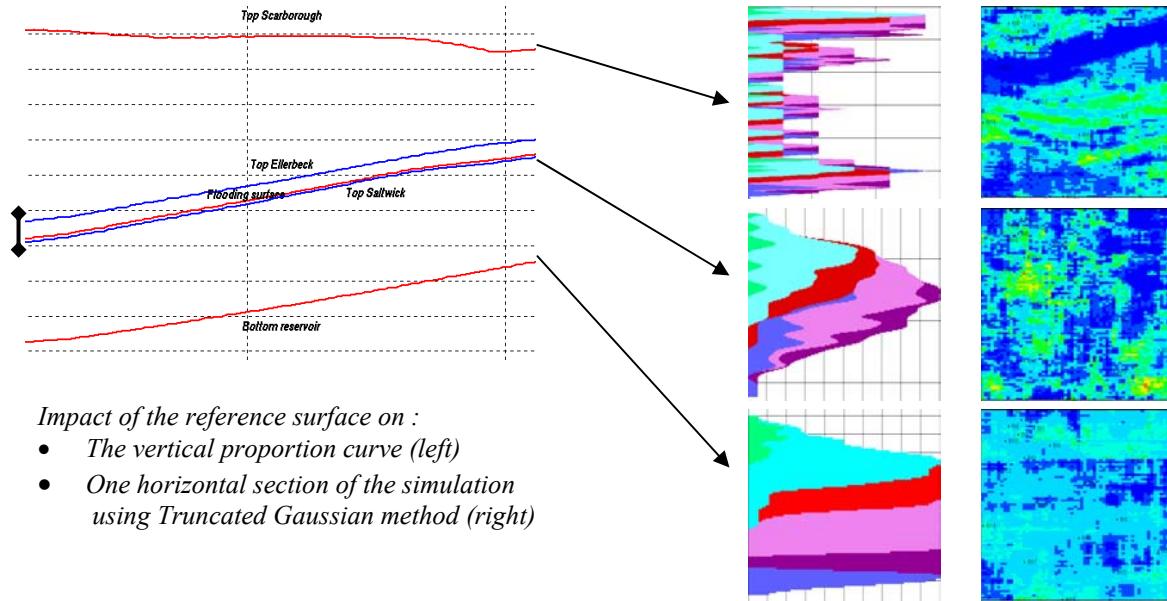 Top Scarborough
Top Ellerbeck
Flooding surface
Top Saltwick
Bottom reservoir
Impact of the reference surface on :
• The vertical proportion curve (left)
• One horizontal section of the simulation
using Truncated Gaussian method (right)